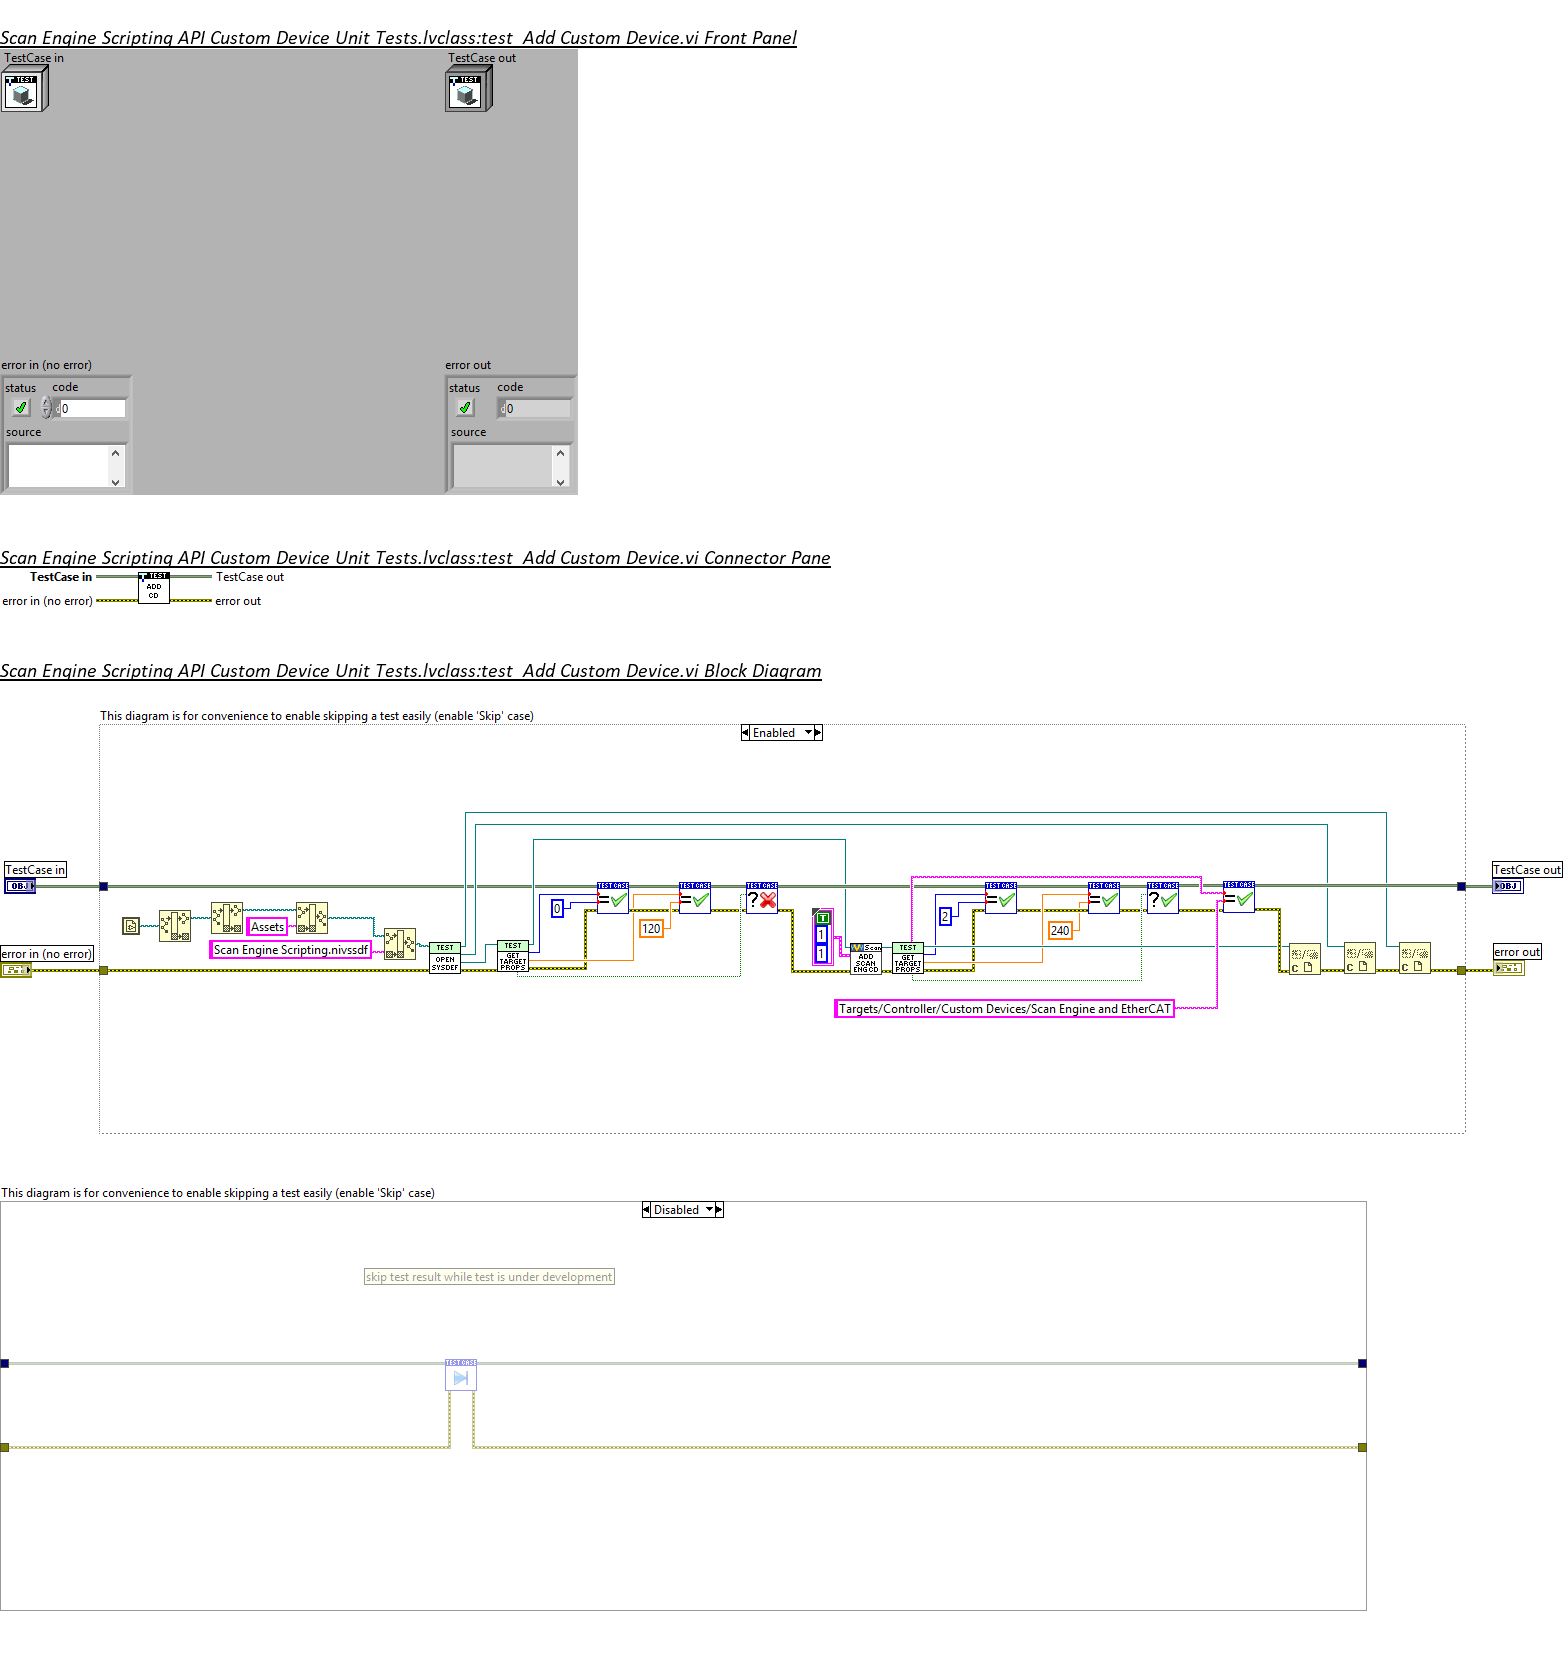 Scan Engine Scripting API Custom Device Unit Tests.lvclass:test  Add Custom Device.vi Front Panel
TestCase in
TestCase out
TEST
TEST
error in (no error)
error out
status
code
status
code
d 0
d 0
source
source
Scan Engine Scripting API Custom Device Unit Tests.lvclass:test  Add Custom Device.vi Connector Pane
TestCase in
TEST
ADD
CD
TestCase out
error in (no error)
error out
Scan Engine Scripting API Custom Device Unit Tests.lvclass:test  Add Custom Device.vi Block Diagram
This diagram is for convenience to enable skipping a test easily (enable 'Skip' case)
Enabled
TestCase in
OBJ
TestCase out
OBJ
TEST CASE
=
TEST CASE
=
TEST CASE
?
TEST CASE
=
TEST CASE
=
TEST CASE
?
TEST CASE
=
0
120
2
240
T
1
1
Assets
Scan Engine Scripting.nivssdf
error in (no error)
error out
TEST
OPEN
SYSDEF
TEST
GET
TARGET
PROPS
Scan
ADD
SCAN
ENG CD
TEST
GET
TARGET
PROPS
C
C
C
Targets/Controller/Custom Devices/Scan Engine and EtherCAT
This diagram is for convenience to enable skipping a test easily (enable 'Skip' case)
Disabled
skip test result while test is under development
TEST CASE